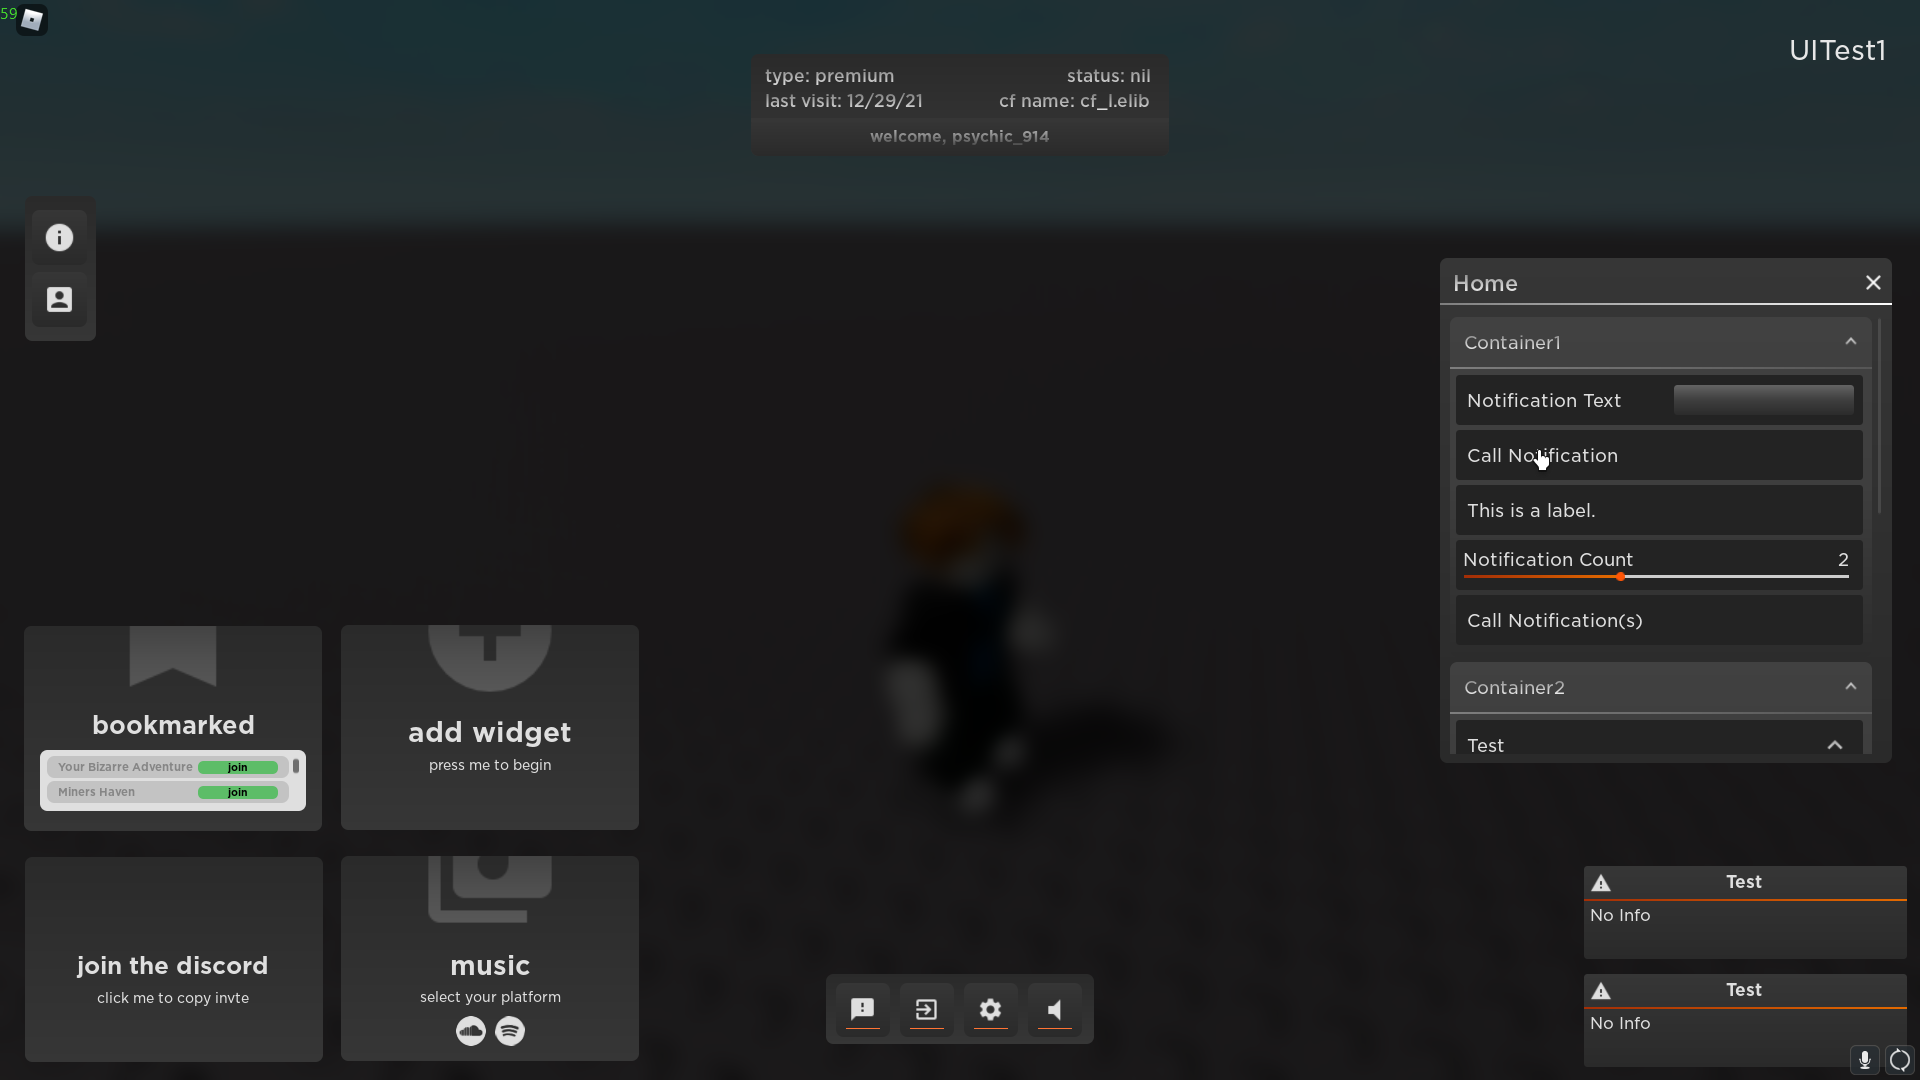 59
UITest1
type: premium
status: nil
last visit: 12/29/21
cf name: cf_l.elib
welcome, psychic_914
Home
Container1
Notification Text
Call Notification
This is a label.
Notification Count 2
Call Notification(s)
Container2
Test
bookmarked
Your Bizarre Adventure join
Miners Haven join
add widget
press me to begin
join the discord
click me to copy invte
music
select your platform
Test
No Info
Test
No Info